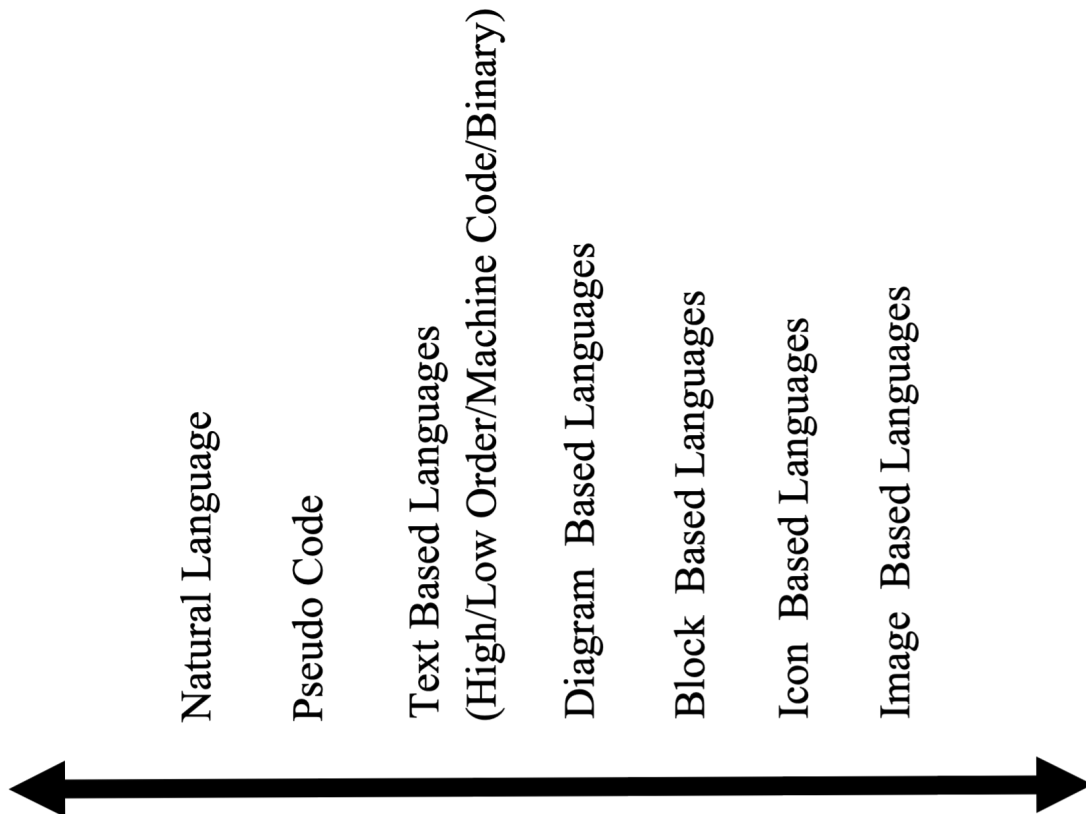 Natural Language
Pseudo Code
Text Based Languages
(High/Low Order/Machine Code/Binary)
Diagram Based Languages
Block Based Languages
Icon Based Languages
Image Based Languages